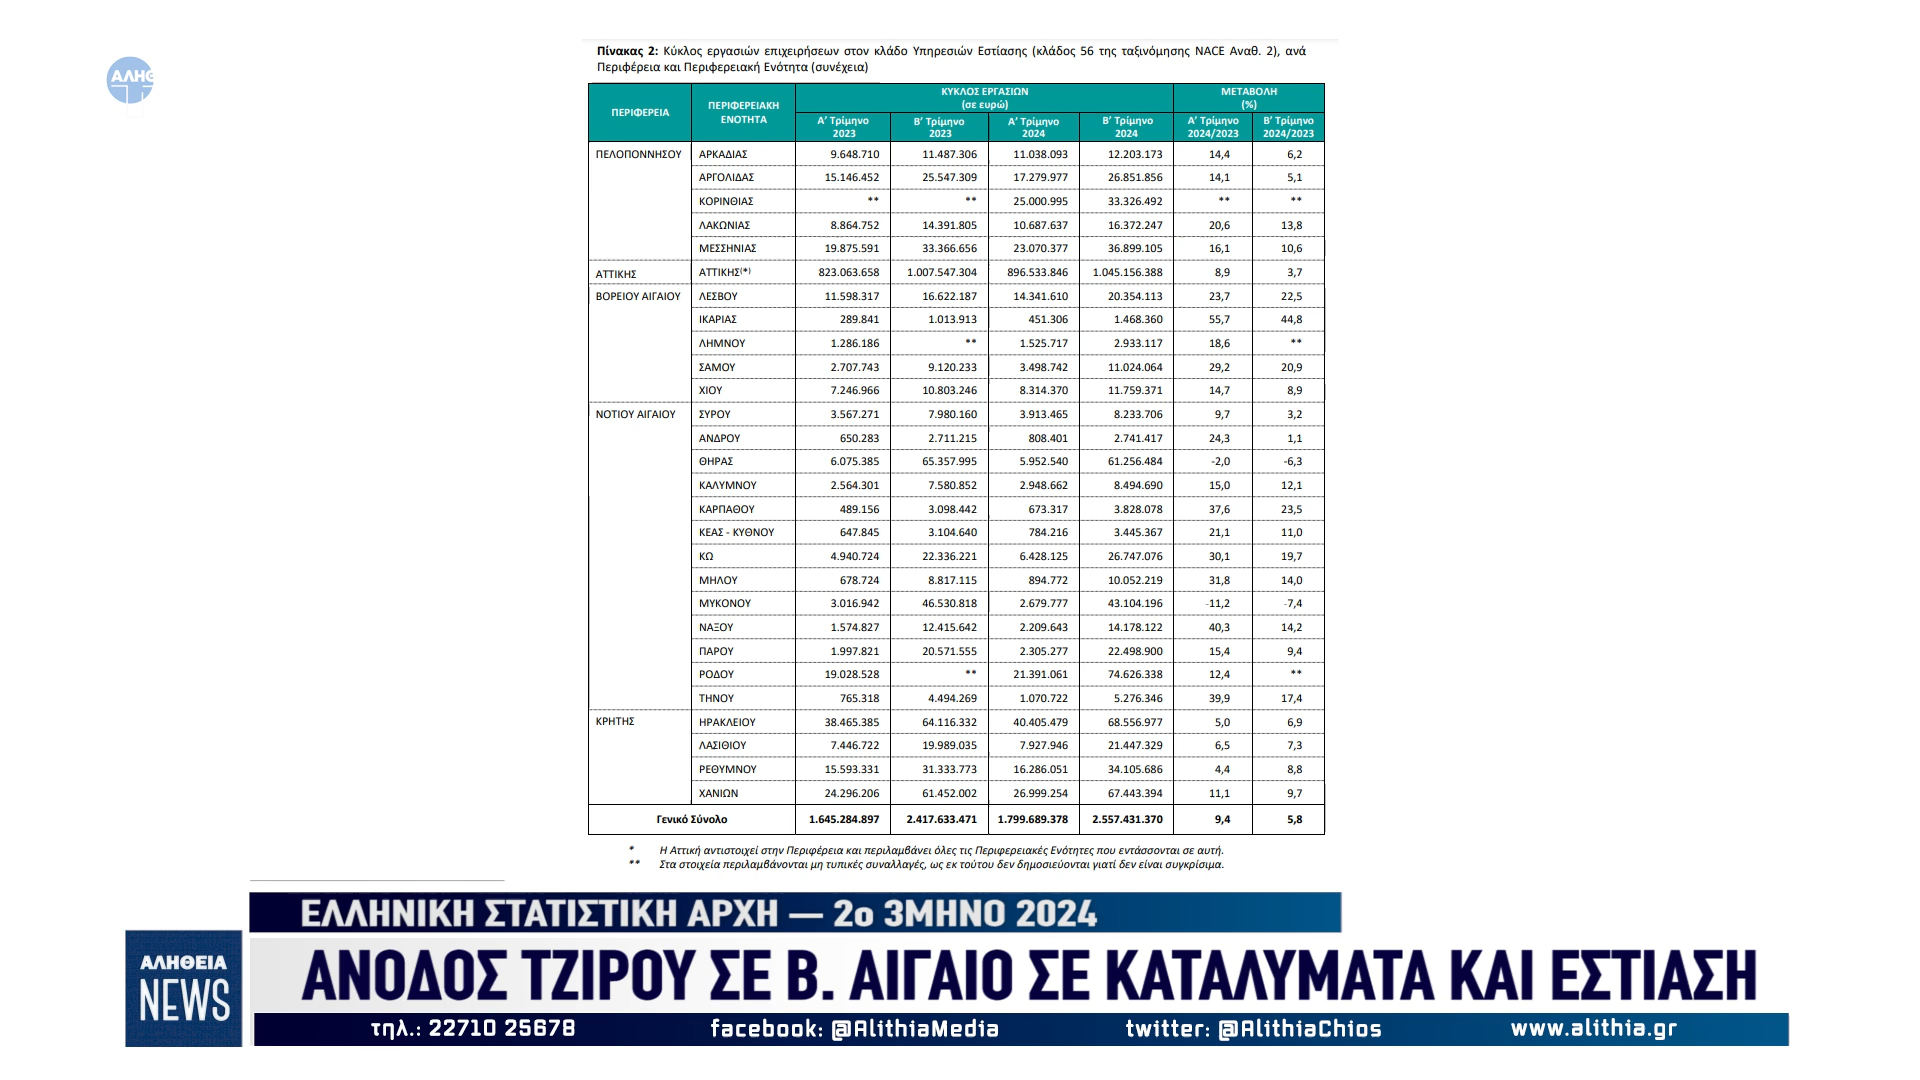 Πίνακας 2: Κύκλος εργασιών επιχειρήσεων στον κλάδο Υπηρεσιών Εστίασης (κλάδος 56 της ταξινόμησης NACE Αναθ. 2), ανά
Περιφέρεια και Περιφερειακή Ενότητα (συνέχεια)
ΑΛΗΘ
ΠΕΡΙΦΕΡΕΙΑ ΠΕΡΙΦΕΡΕΙΑΚΗ ΕΝΟΤΗΤΑ ΚΥΚΛΟΣ ΕΡΓΑΣΙΩΝ (σε ευρώ) ΜΕΤΑΒΟΛΗ (%)
Α’ Τρίμηνο 2023 Β’ Τρίμηνο 2023 Α’ Τρίμηνο 2024 Β’ Τρίμηνο 2024 Α’ Τρίμηνο 2024/2023 Β’ Τρίμηνο 2024/2023
ΠΕΛΟΠΟΝΝΗΣΟΥ ΑΡΚΑΔΙΑΣ 9.648.710 11.487.306 11.038.093 12.203.173 14,4 6,2
ΑΡΓΟΛΙΔΑΣ 15.146.452 25.547.309 17.279.977 26.851.856 14,1 5,1
ΚΟΡΙΝΘΙΑΣ ** ** 25.000.995 33.326.492 ** **
ΛΑΚΩΝΙΑΣ 8.864.752 14.391.805 10.687.637 16.372.247 20,6 13,8
ΜΕΣΣΗΝΙΑΣ 19.875.591 33.366.656 23.070.377 36.899.105 16,1 10,6
ΑΤΤΙΚΗΣ ΑΤΤΙΚΗΣ(*) 823.063.658 1.007.547.304 896.533.846 1.045.156.388 8,9 3,7
ΒΟΡΕΙΟΥ ΑΙΓΑΙΟΥ ΛΕΣΒΟΥ 11.598.317 16.622.187 14.341.610 20.354.113 23,7 22,5
ΙΚΑΡΙΑΣ 289.841 1.013.913 451.306 1.468.360 55,7 44,8
ΛΗΜΝΟΥ 1.286.186 ** 1.525.717 2.933.117 18,6 **
ΣΑΜΟΥ 2.707.743 9.120.233 3.498.742 11.024.064 29,2 20,9
ΧΙΟΥ 7.246.966 10.803.246 8.314.370 11.759.371 14,7 8,9
ΝΟΤΙΟΥ ΑΙΓΑΙΟΥ ΣΥΡΟΥ 3.567.271 7.980.160 3.913.465 8.233.706 9,7 3,2
ΑΝΔΡΟΥ 650.283 2.711.215 808.401 2.741.417 24,3 1,1
ΘΗΡΑΣ 6.075.385 65.357.995 5.952.540 61.256.484 -2,0 -6,3
ΚΑΛΥΜΝΟΥ 2.564.301 7.580.852 2.948.662 8.494.690 15,0 12,1
ΚΑΡΠΑΘΟΥ 489.156 3.098.442 673.317 3.828.078 37,6 23,5
ΚΕΑΣ - ΚΥΘΝΟΥ 647.845 3.104.640 784.216 3.445.367 21,1 11,0
ΚΩ 4.940.724 22.336.221 6.428.125 26.747.076 30,1 19,7
ΜΗΛΟΥ 678.724 8.817.115 894.772 10.052.219 31,8 14,0
ΜΥΚΟΝΟΥ 3.016.942 46.530.818 2.679.777 43.104.196 -11,2 -7,4
ΝΑΞΟΥ 1.574.827 12.415.642 2.209.643 14.178.122 40,3 14,2
ΠΑΡΟΥ 1.997.821 20.571.555 2.305.277 22.498.900 15,4 9,4
ΡΟΔΟΥ 19.028.528 ** 21.391.061 74.626.338 12,4 **
ΤΗΝΟΥ 765.318 4.494.269 1.070.722 5.276.346 39,9 17,4
ΚΡΗΤΗΣ ΗΡΑΚΛΕΙΟΥ 38.465.385 64.116.332 40.405.479 68.556.977 5,0 6,9
ΛΑΣΙΘΙΟΥ 7.446.722 19.989.035 7.927.946 21.447.329 6,5 7,3
ΡΕΘΥΜΝΟΥ 15.593.331 31.333.773 16.286.051 34.105.686 4,4 8,8
ΧΑΝΙΩΝ 24.296.206 61.452.002 26.999.254 67.443.394 11,1 9,7
Γενικό Σύνολο 1.645.284.897 2.417.633.471 1.799.689.378 2.557.431.370 9,4 5,8
* Η Αττική αντιστοιχεί στην Περιφέρεια και περιλαμβάνει όλες τις Περιφερειακές Ενότητες που εντάσσονται σε αυτή.
** Στα στοιχεία περιλαμβάνονται μη τυπικές συναλλαγές, ως εκ τούτου δεν δημοσιεύονται γιατί δεν είναι συγκρίσιμα.
ΕΛΛΗΝΙΚΗ ΣΤΑΤΙΣΤΙΚΗ ΑΡΧΗ — 2ο 3ΜΗΝΟ 2024
ΑΛΗΘΕΙΑ
NEWS
ΑΝΟΔΟΣ ΤΖΙΡΟΥ ΣΕ Β. ΑΙΓΑΙΟ ΣΕ ΚΑΤΑΛΥΜΑΤΑ ΚΑΙ ΕΣΤΙΑΣΗ
τηλ.: 22710 25678 facebook: @AlithiaMedia twitter: @AlithiaChios www.alithia.gr